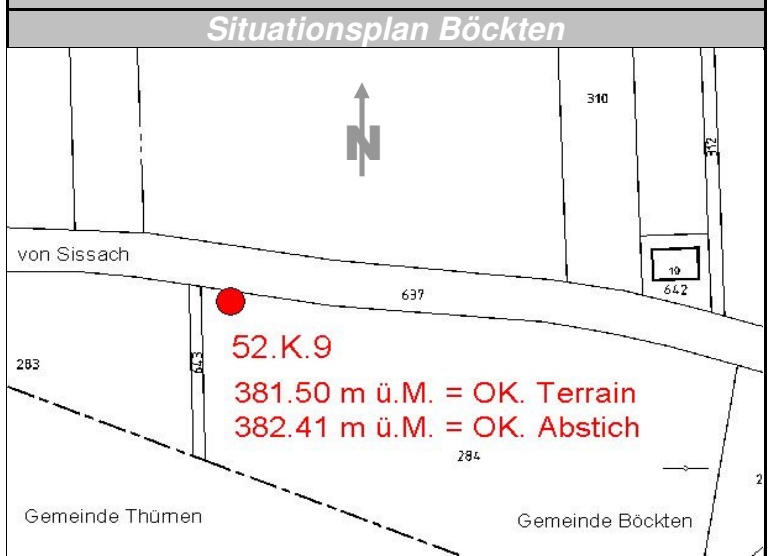 Situationsplan Böckten
310
N
312
von Sissach
19
642
637
52.K.9
283
643
381.50 m ü.M. = OK. Terrain
382.41 m ü.M. = OK. Abstich
284
2
Gemeinde Thürnen
Gemeinde Böckten